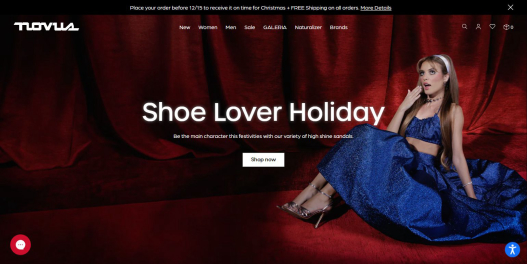 Place your order before 12/15 to receive it on time for Christmas + FREE Shipping on all orders. More Details
New Women Men Sale GALERIA Naturalizer Brands
0
Shoe Lover Holiday
Be the main character this festivities with our variety of high shine sandals.
Shop now